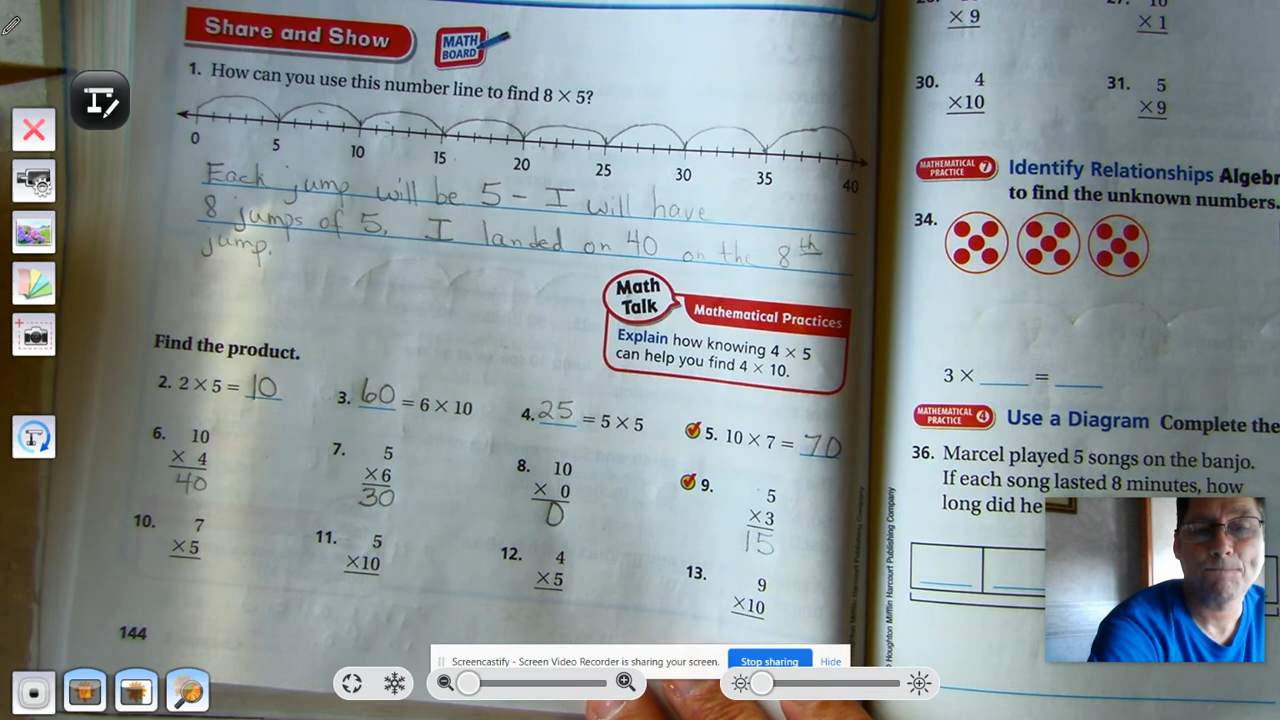 Share and Show
MATH BOARD
1. How can you use this number line to find 8 × 5?
0 5 10 15 20 25 30 35 40
Each jump will be 5 - I will have
8 jumps of 5. I landed on 40 on the 8th
jump.
Math Talk
Mathematical Practices
Explain how knowing 4 × 5
can help you find 4 × 10.
Find the product.
2. 2 × 5 = 10
3. 60 = 6 × 10
4. 25 = 5 × 5
5. 10 × 7 = 70
6. 10
× 4
40
7. 5
×6
30
8. 10
× 0
0
9. 5
×3
15
10. 7
×5
11. 5
×10
12. 4
×5
13. 9
×10
144
× 9
10
× 1
30. 4
×10
31. 5
×9
MATHEMATICAL PRACTICE 7 Identify Relationships Algebr
to find the unknown numbers.
34.
3 × ____ = ____
MATHEMATICAL PRACTICE 4 Use a Diagram Complete the
36. Marcel played 5 songs on the banjo.
If each song lasted 8 minutes, how
long did he
Houghton Mifflin Harcourt Publishing Company
Screencastify - Screen Video Recorder is sharing your screen.
Stop sharing
Hide